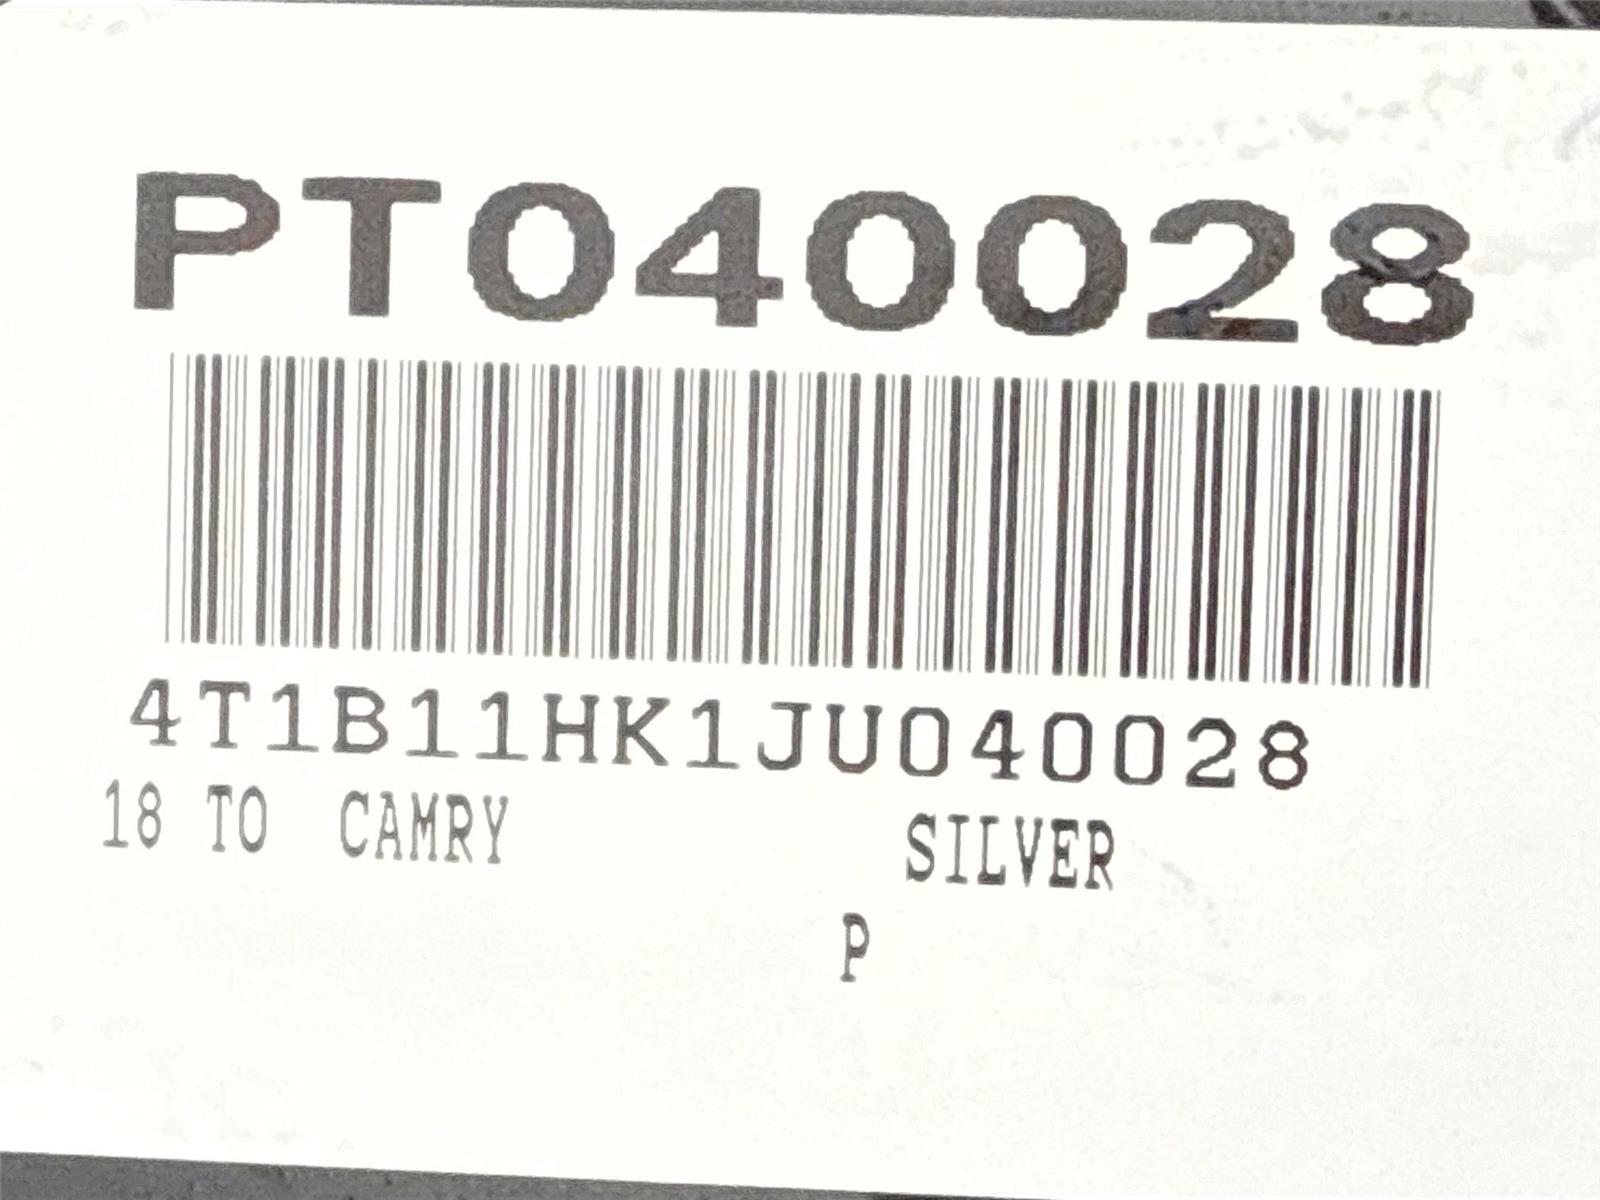 PT040028
4T1B11HK1JU040028
18 TO CAMRY SILVER
P